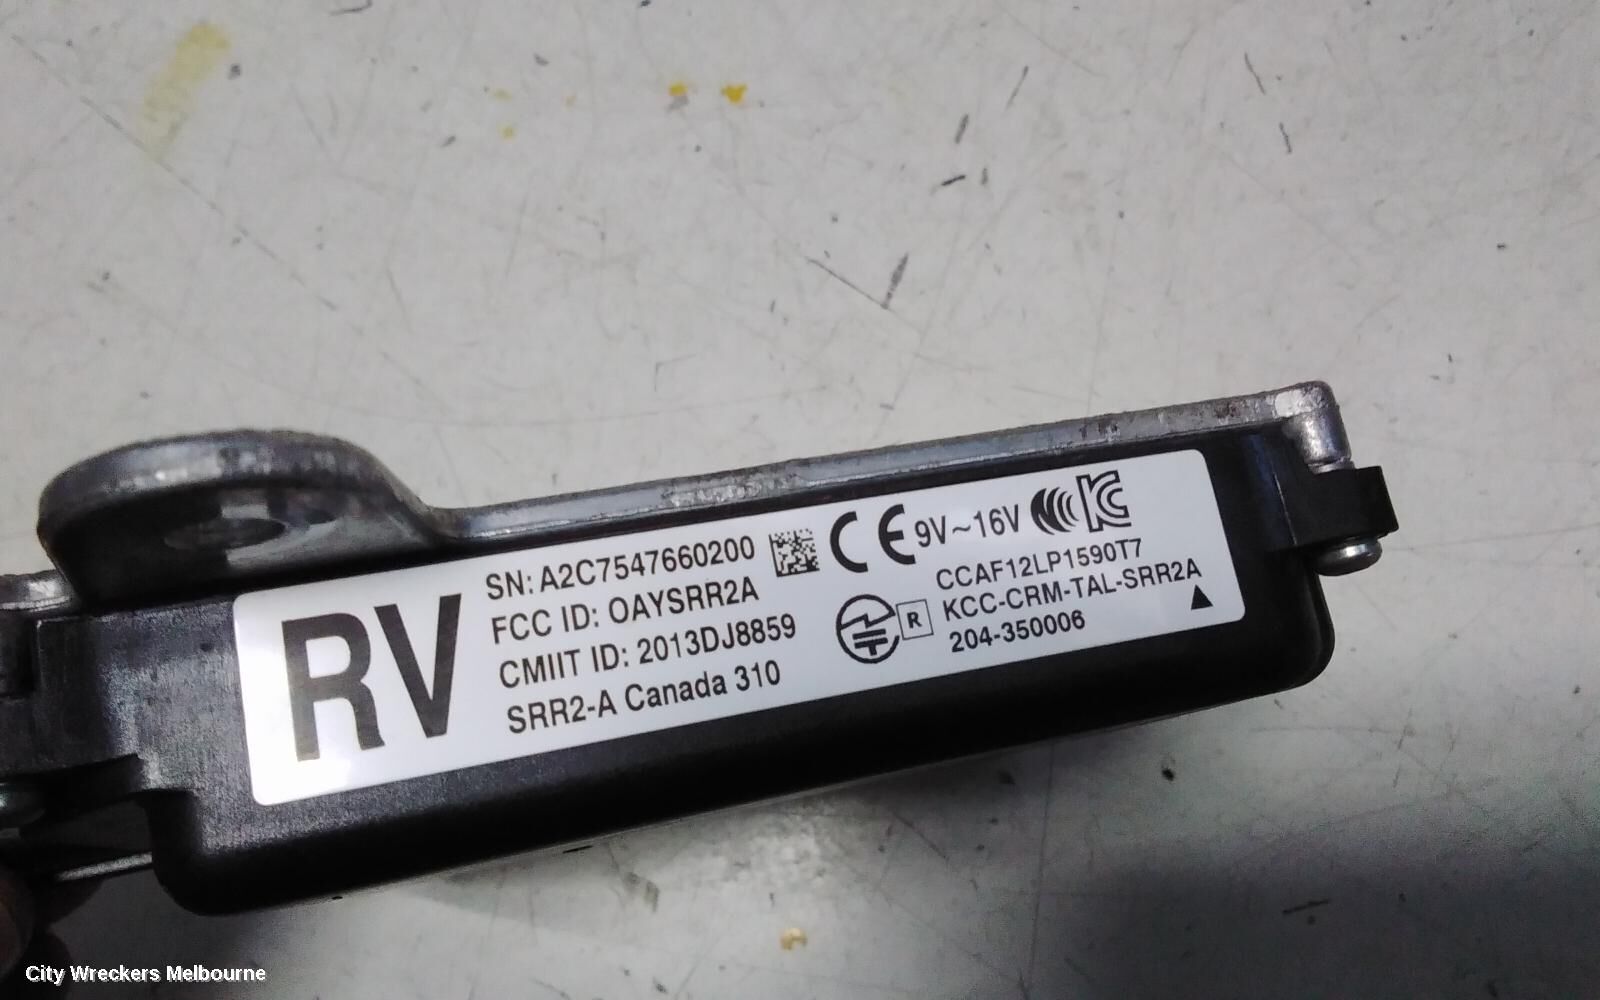 RV
SN: A2C7547660200
FCC ID: OAYSRR2A
CMIIT ID: 2013DJ8859
SRR2-A Canada 310
CE 9V~16V
CCAF12LP1590T7
R KCC-CRM-TAL-SRR2A
204-350006
City Wreckers Melbourne